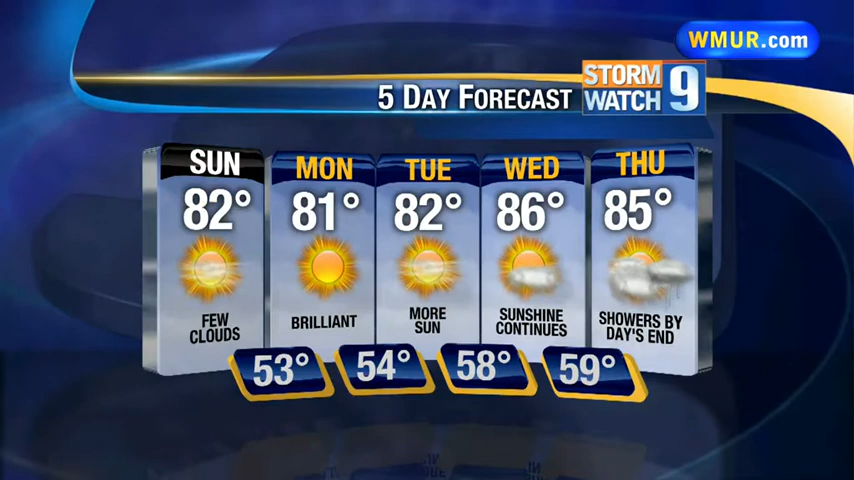 WMUR.com
5 DAY FORECAST
STORM
WATCH 9
SUN MON TUE WED THU
82° 81° 82° 86° 85°
FEW
CLOUDS
BRILLIANT
MORE
SUN
SUNSHINE
CONTINUES
SHOWERS BY
DAY'S END
53° 54° 58° 59°